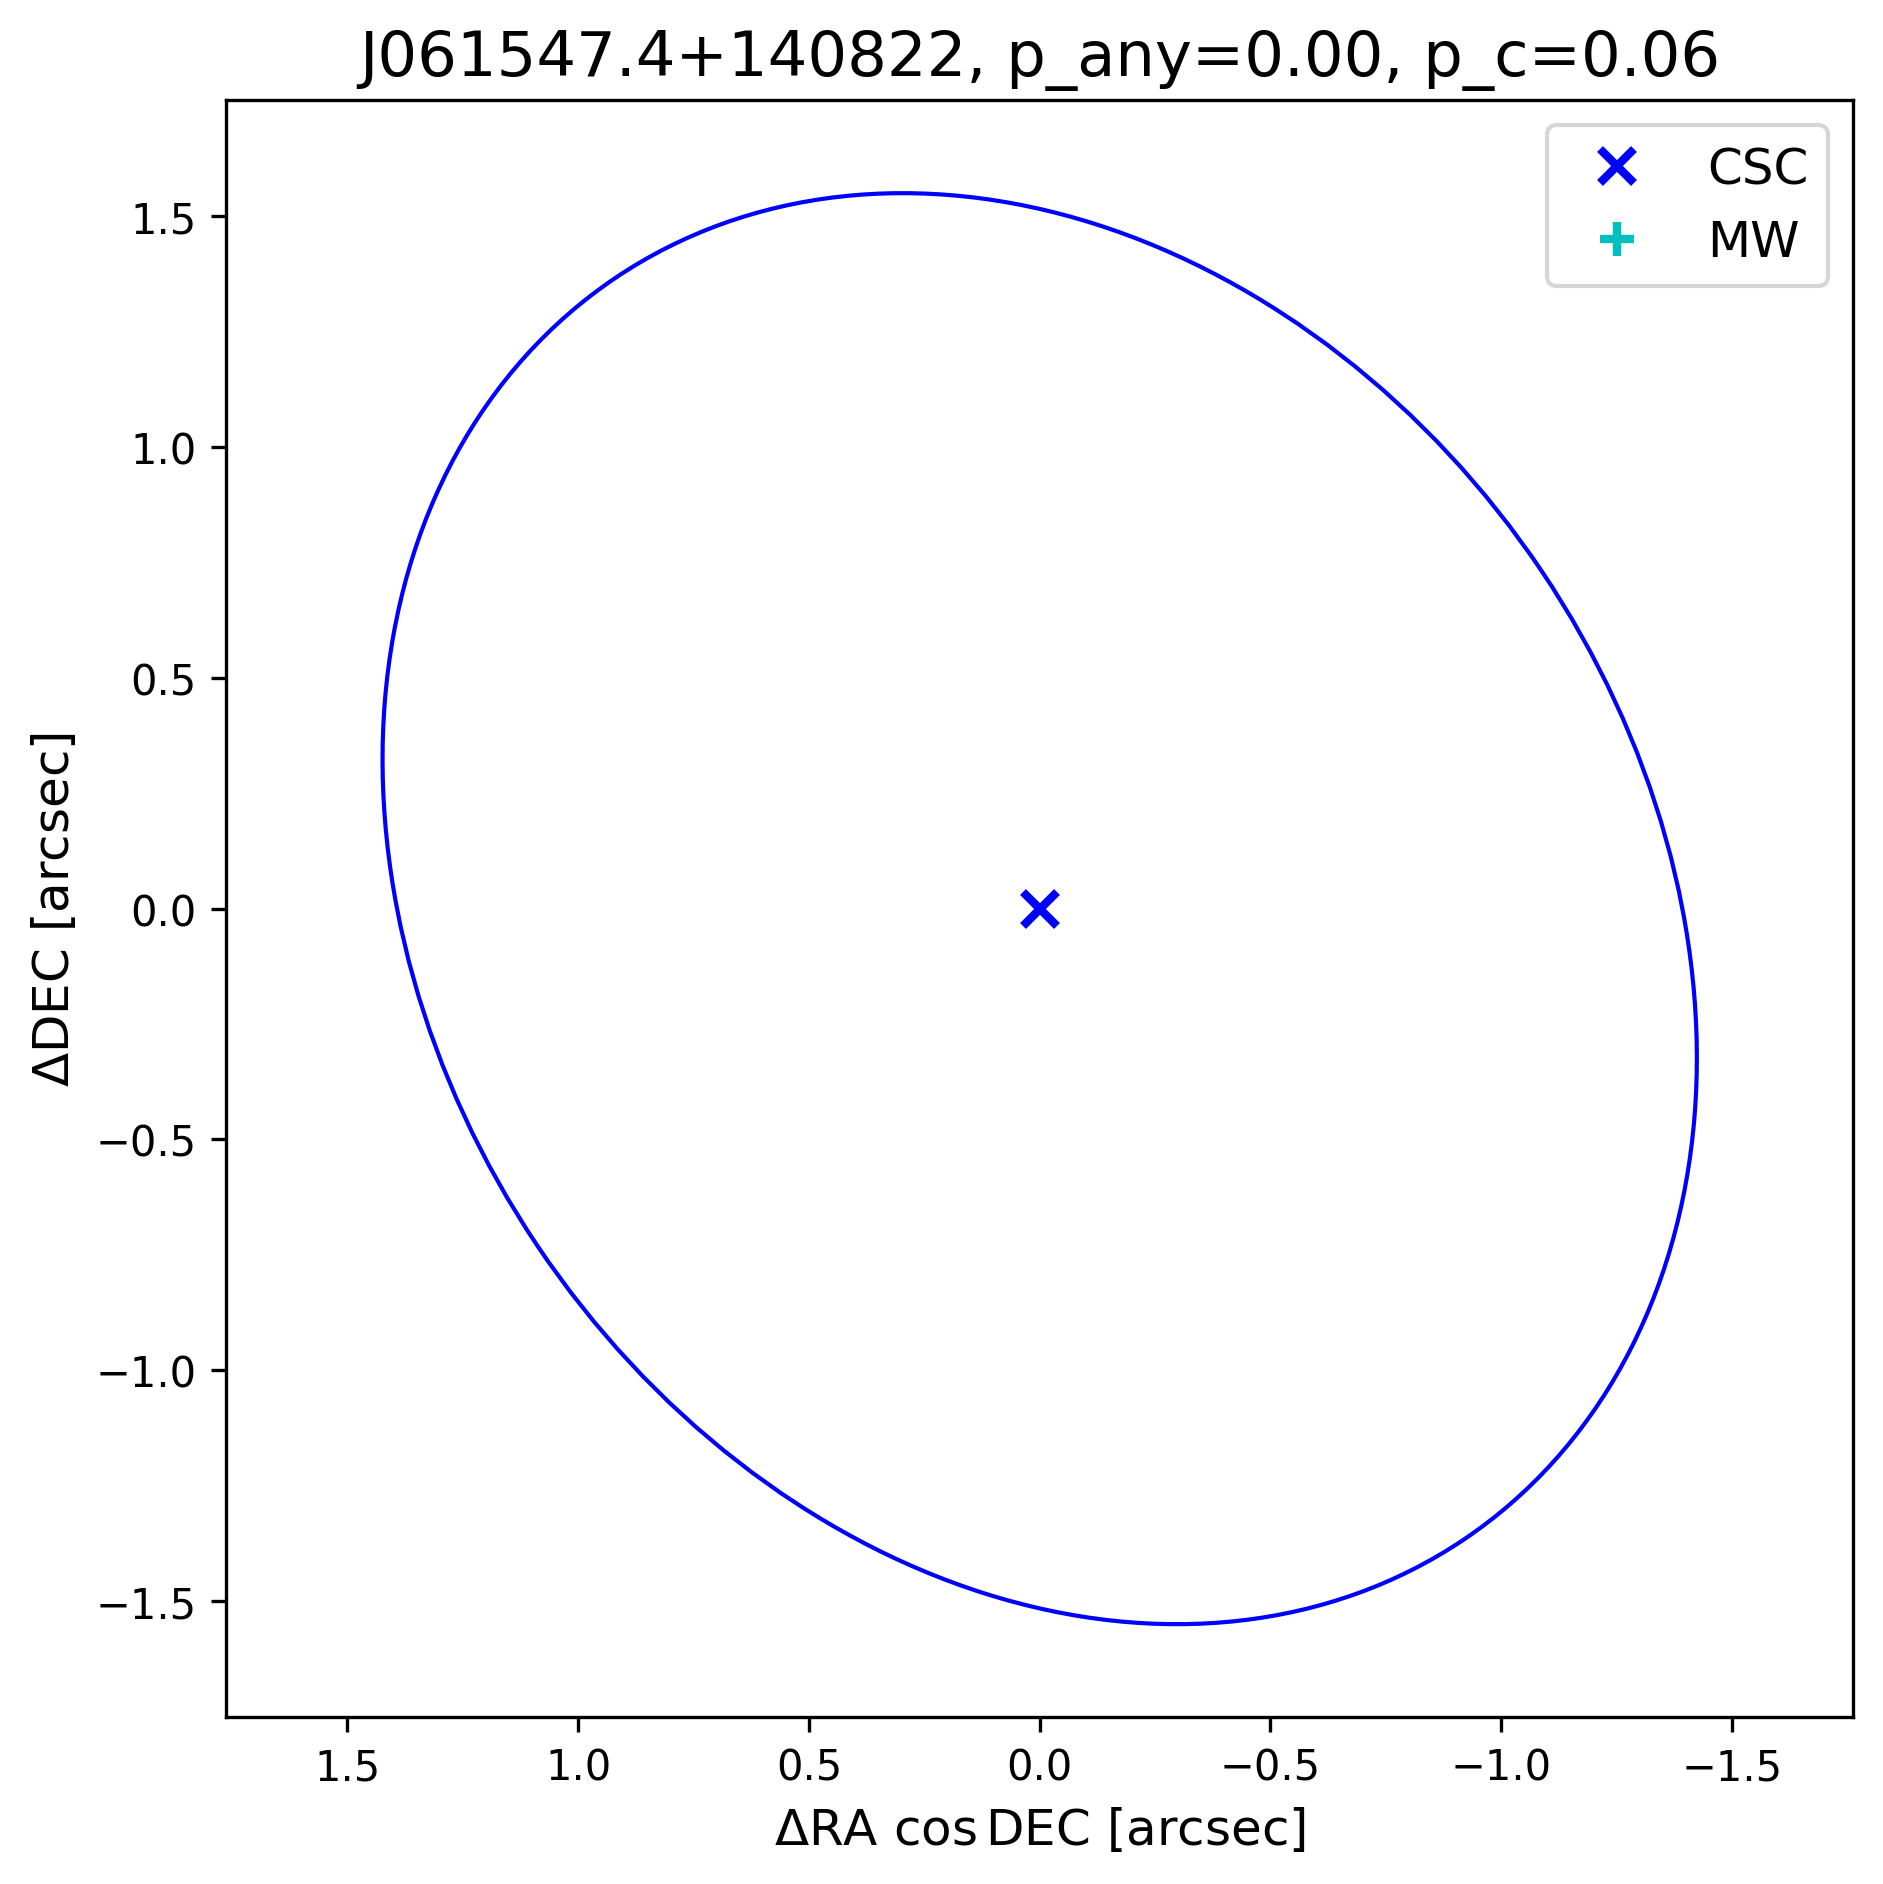 J061547.4+140822, p_any=0.00, p_c=0.06
CSC
MW
1.5
1.0
0.5
0.0
−0.5
−1.0
−1.5
ΔDEC [arcsec]
1.5 1.0 0.5 0.0 −0.5 −1.0 −1.5
ΔRA cos DEC [arcsec]